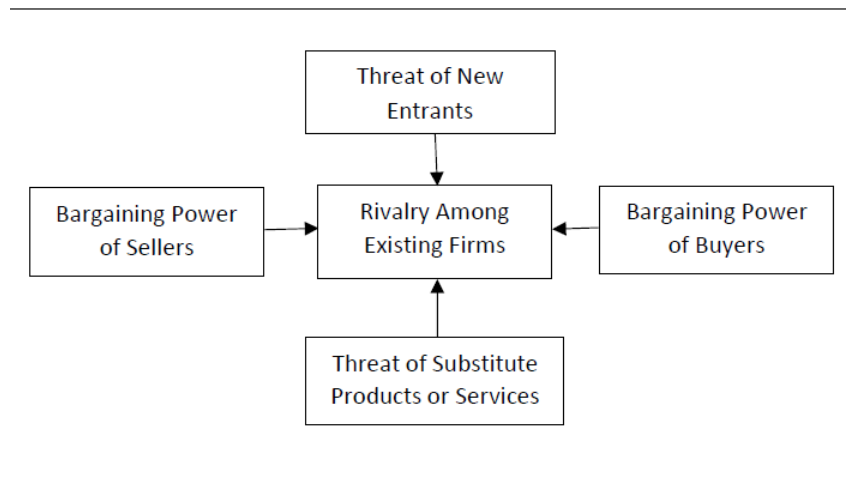 Threat of New
Entrants
Bargaining Power
of Sellers
Rivalry Among
Existing Firms
Bargaining Power
of Buyers
Threat of Substitute
Products or Services